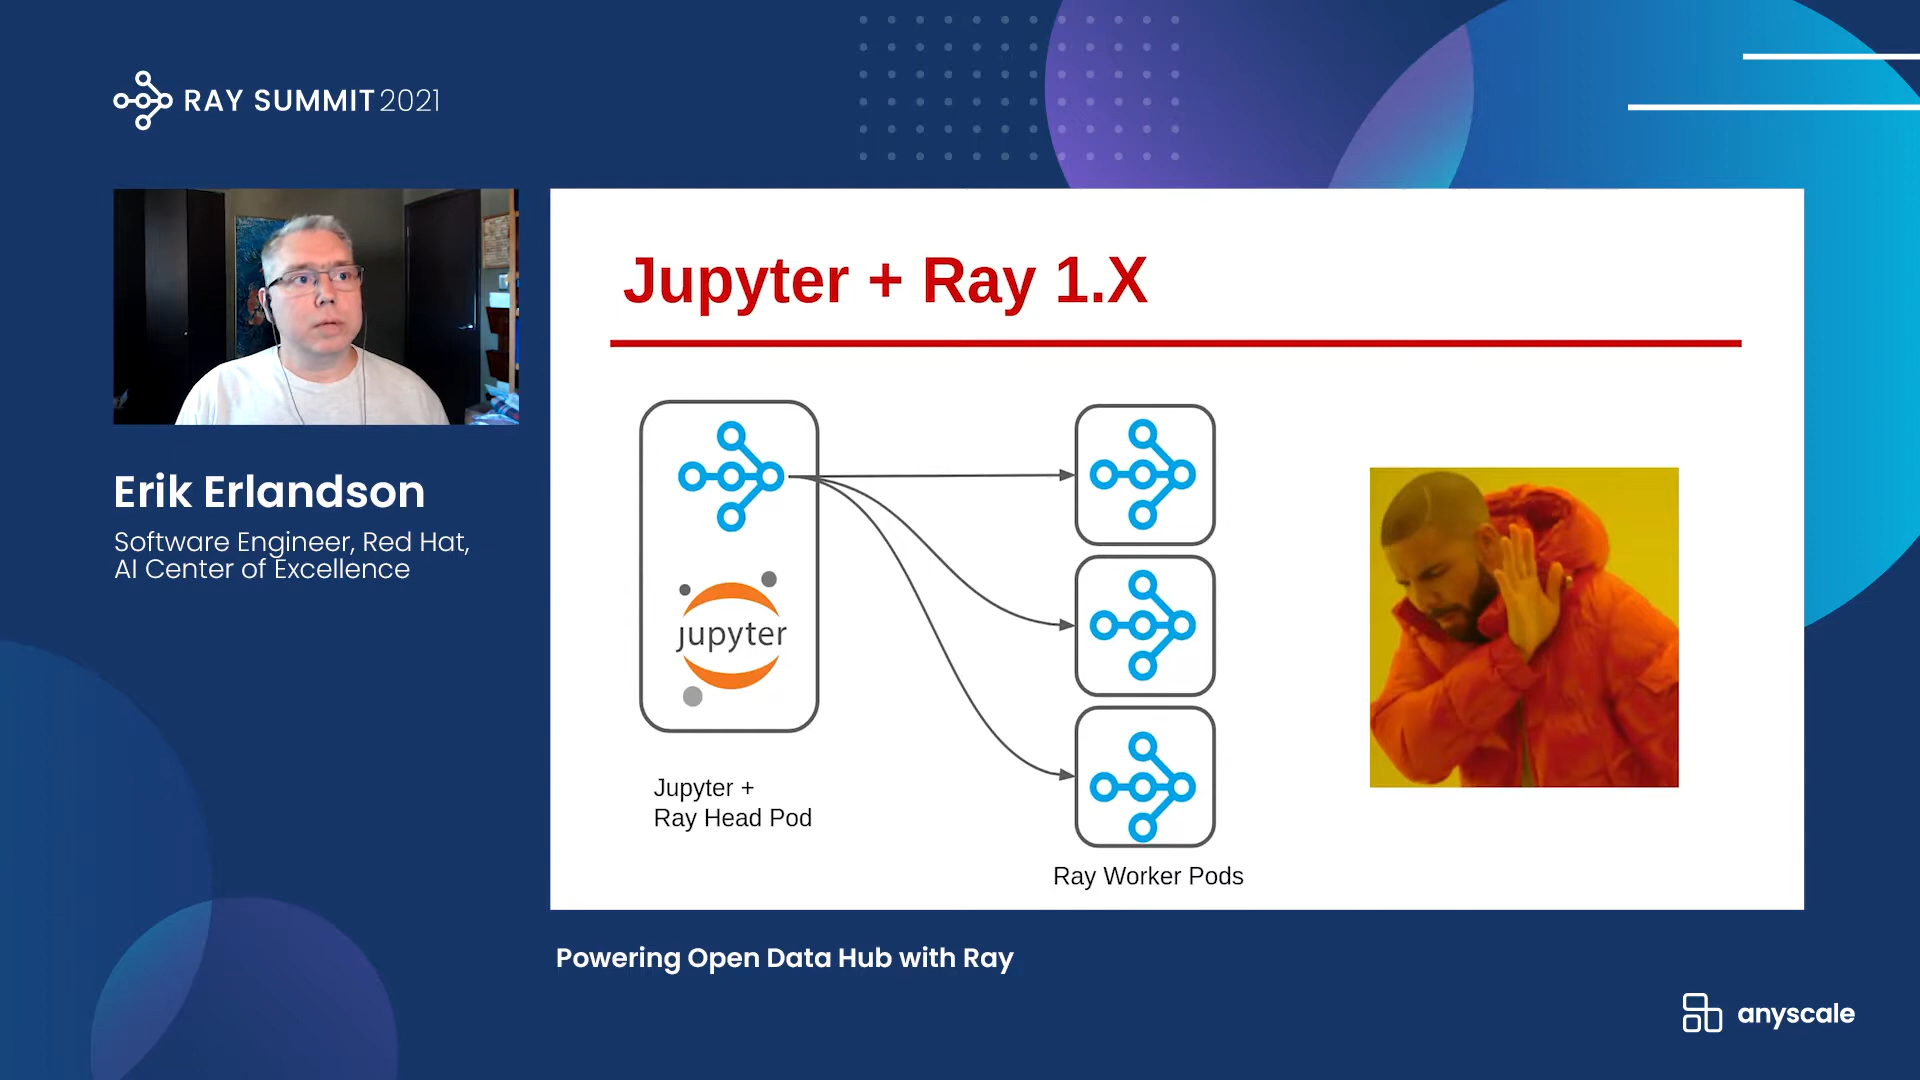 RAY SUMMIT 2021
Erik Erlandson
Software Engineer, Red Hat,
AI Center of Excellence
Jupyter + Ray 1.X
jupyter
Jupyter +
Ray Head Pod
Ray Worker Pods
Powering Open Data Hub with Ray
anyscale